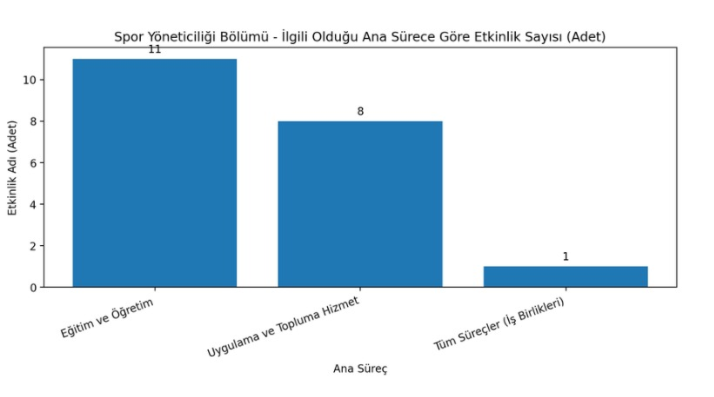 Spor Yöneticiliği Bölümü - İlgili Olduğu Ana Sürece Göre Etkinlik Sayısı (Adet)
11
8
1
Etkinlik Adı (Adet)
10
8
6
4
2
0
Eğitim ve Öğretim
Uygulama ve Topluma Hizmet
Tüm Süreçler (İş Birlikleri)
Ana Süreç